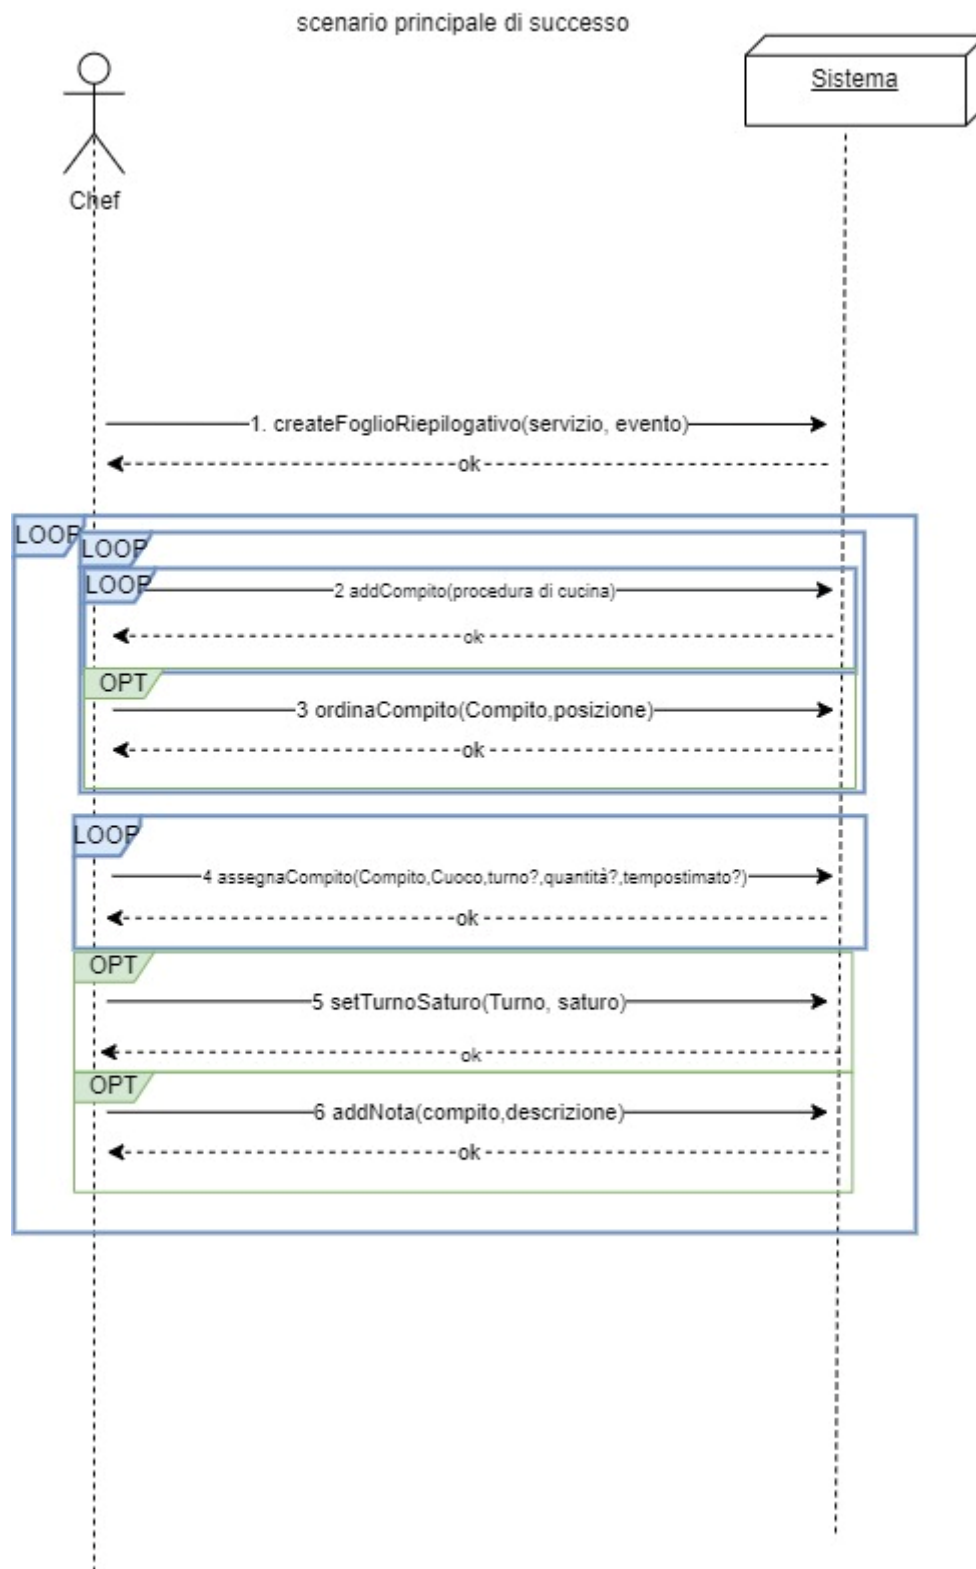 scenario principale di successo
Sistema
Chef
1. createFoglioRiepilogativo(servizio, evento)
ok
LOOP
LOOP
LOOP
2 addCompito(procedura di cucina)
ok
OPT
3 ordinaCompito(Compito,posizione)
ok
LOOP
4 assegnaCompito(Compito,Cuoco,turno?,quantità?,tempostimato?)
ok
OPT
5 setTurnoSaturo(Turno, saturo)
ok
OPT
6 addNota(compito,descrizione)
ok